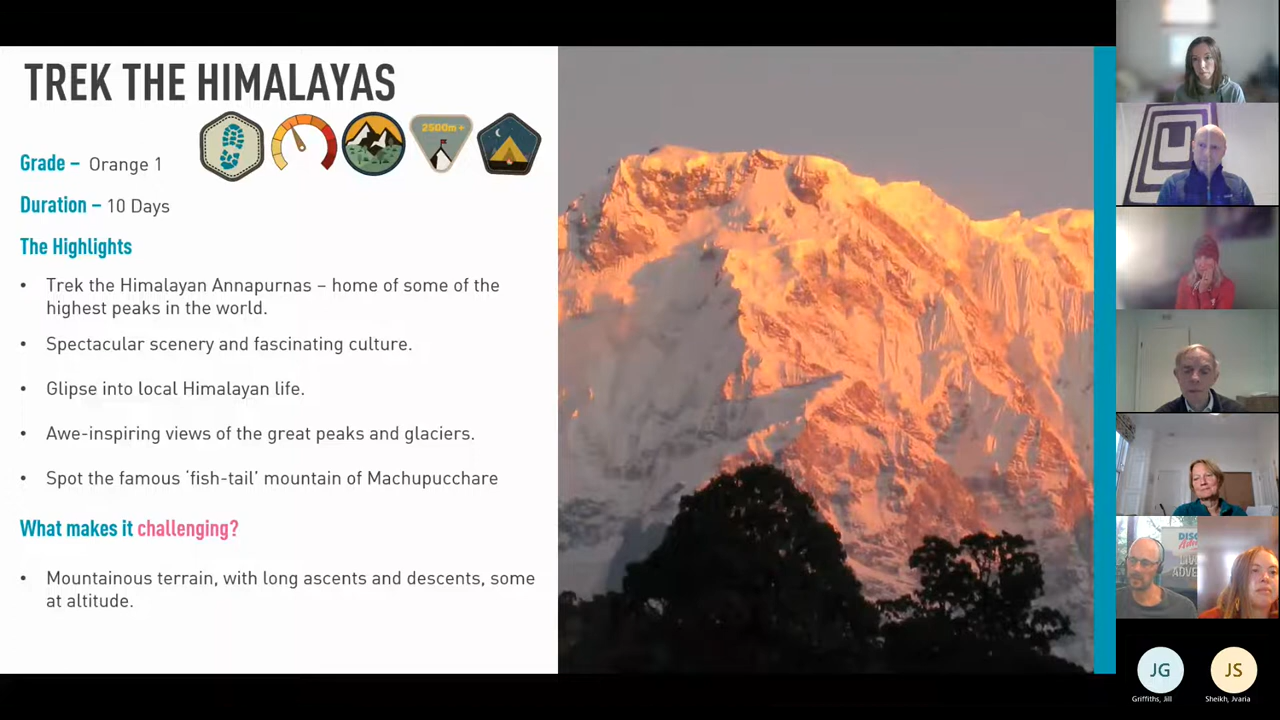 TREK THE HIMALAYAS
2500m +
Grade – Orange 1
Duration – 10 Days
The Highlights
• Trek the Himalayan Annapurnas – home of some of the
highest peaks in the world.
• Spectacular scenery and fascinating culture.
• Glipse into local Himalayan life.
• Awe-inspiring views of the great peaks and glaciers.
• Spot the famous ‘fish-tail’ mountain of Machupucchare
What makes it challenging?
• Mountainous terrain, with long ascents and descents, some
at altitude.
JG
Griffiths, Jill
JS
Sheikh, Jvaria